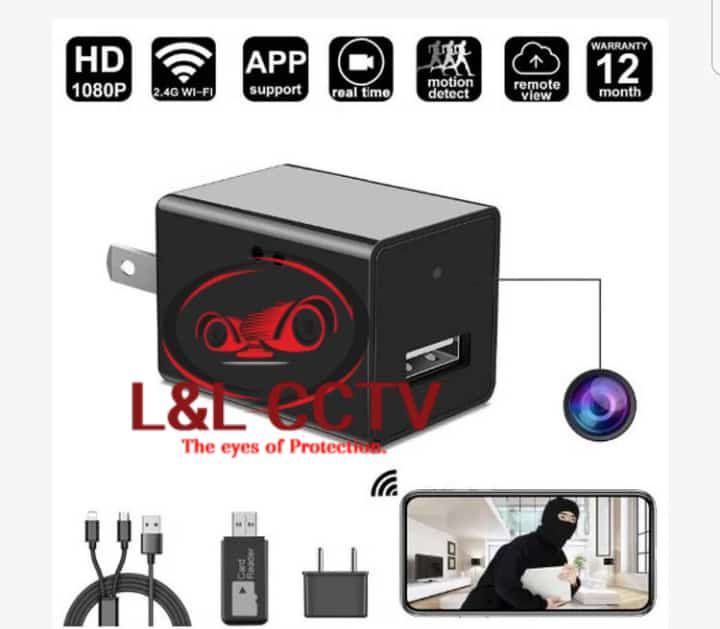 HD
1080P
2.4G WI-FI
APP
support
real time
motion
detect
remote
view
WARRANTY
12
month
L&L CCTV
The eyes of Protection.
Card
Reader